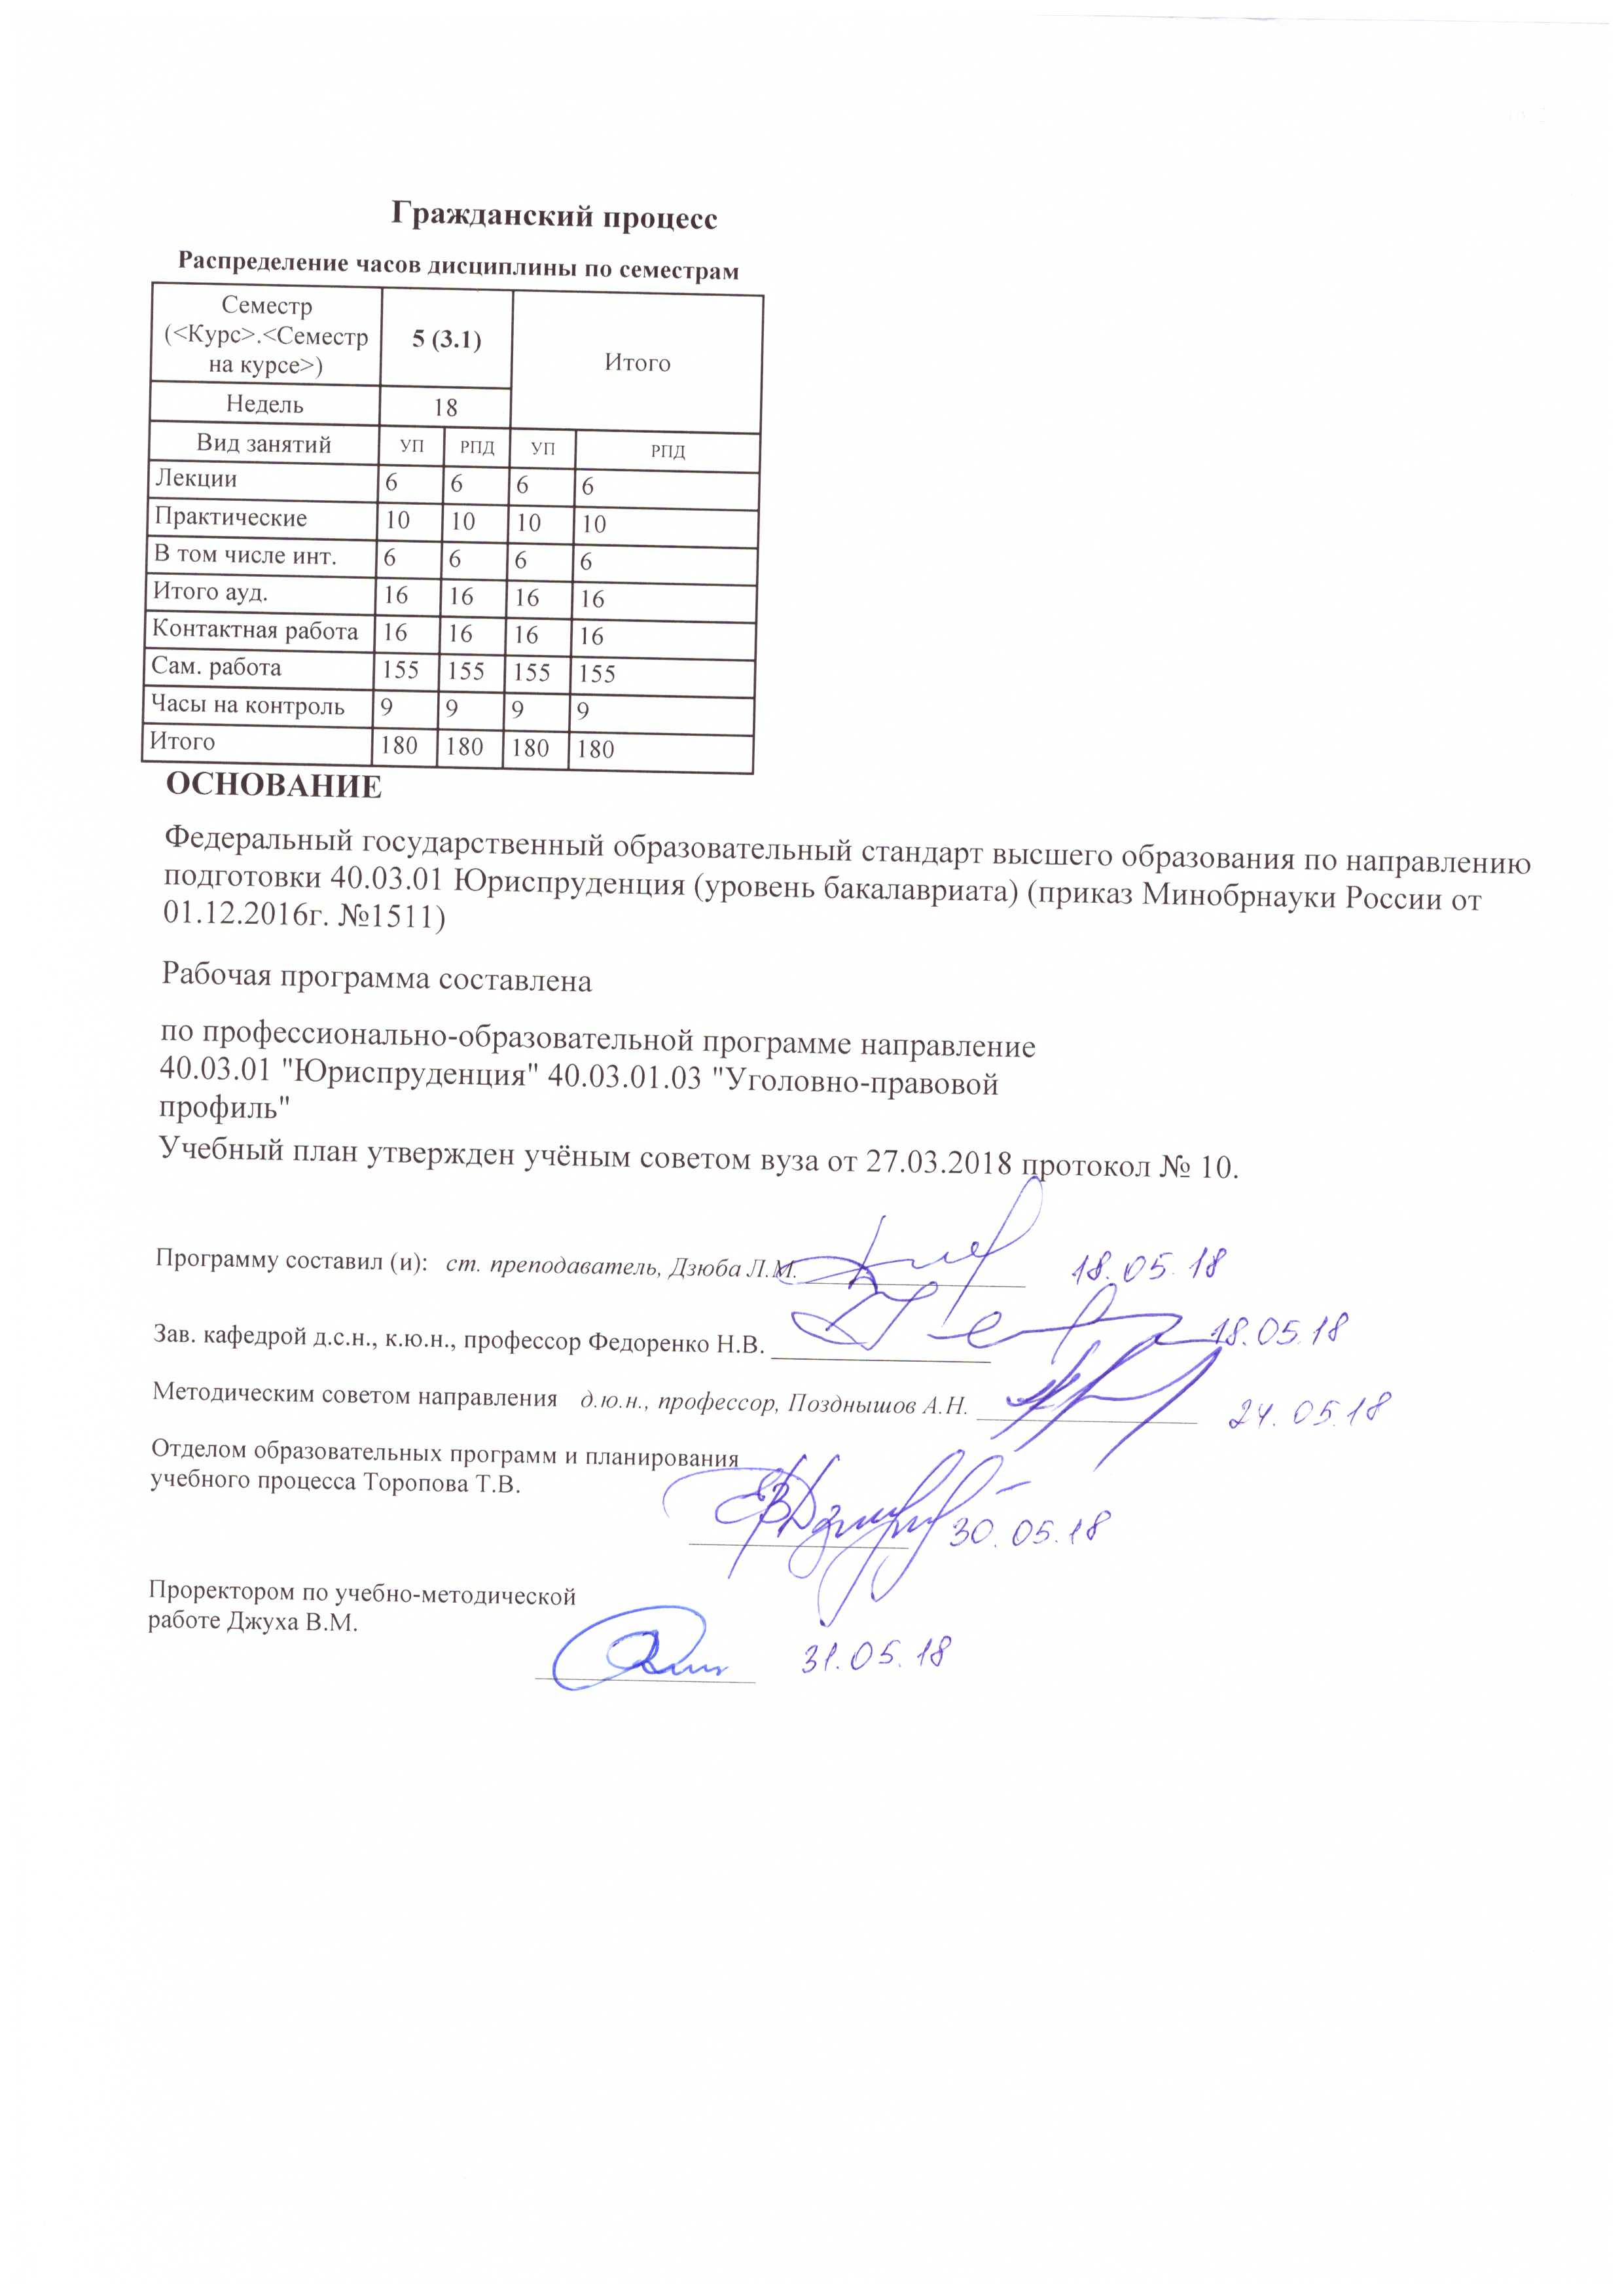 Гражданский процесс
Распределение часов дисциплины по семестрам
Семестр
(<Курс>.<Семестр
на курсе>)
5 (3.1)
Итого
Недель
18
Вид занятий УП РПД УП РПД
Лекции 6 6 6 6
Практические 10 10 10 10
В том числе инт. 6 6 6 6
Итого ауд. 16 16 16 16
Контактная работа 16 16 16 16
Сам. работа 155 155 155 155
Часы на контроль 9 9 9 9
Итого 180 180 180 180
ОСНОВАНИЕ
Федеральный государственный образовательный стандарт высшего образования по направлению
подготовки 40.03.01 Юриспруденция (уровень бакалавриата) (приказ Минобрнауки России от
01.12.2016г. №1511)
Рабочая программа составлена
по профессионально-образовательной программе направление
40.03.01 "Юриспруденция" 40.03.01.03 "Уголовно-правовой
профиль"
Учебный план утвержден учёным советом вуза от 27.03.2018 протокол № 10.
Программу составил (и): ст. преподаватель, Дзюба Л.М. 18.05.18
Зав. кафедрой д.с.н., к.ю.н., профессор Федоренко Н.В. 18.05.18
Методическим советом направления д.ю.н., профессор, Позднышов А.Н. 24.05.18
Отделом образовательных программ и планирования
учебного процесса Торопова Т.В.
30.05.18
Проректором по учебно-методической
работе Джуха В.М.
31.05.18